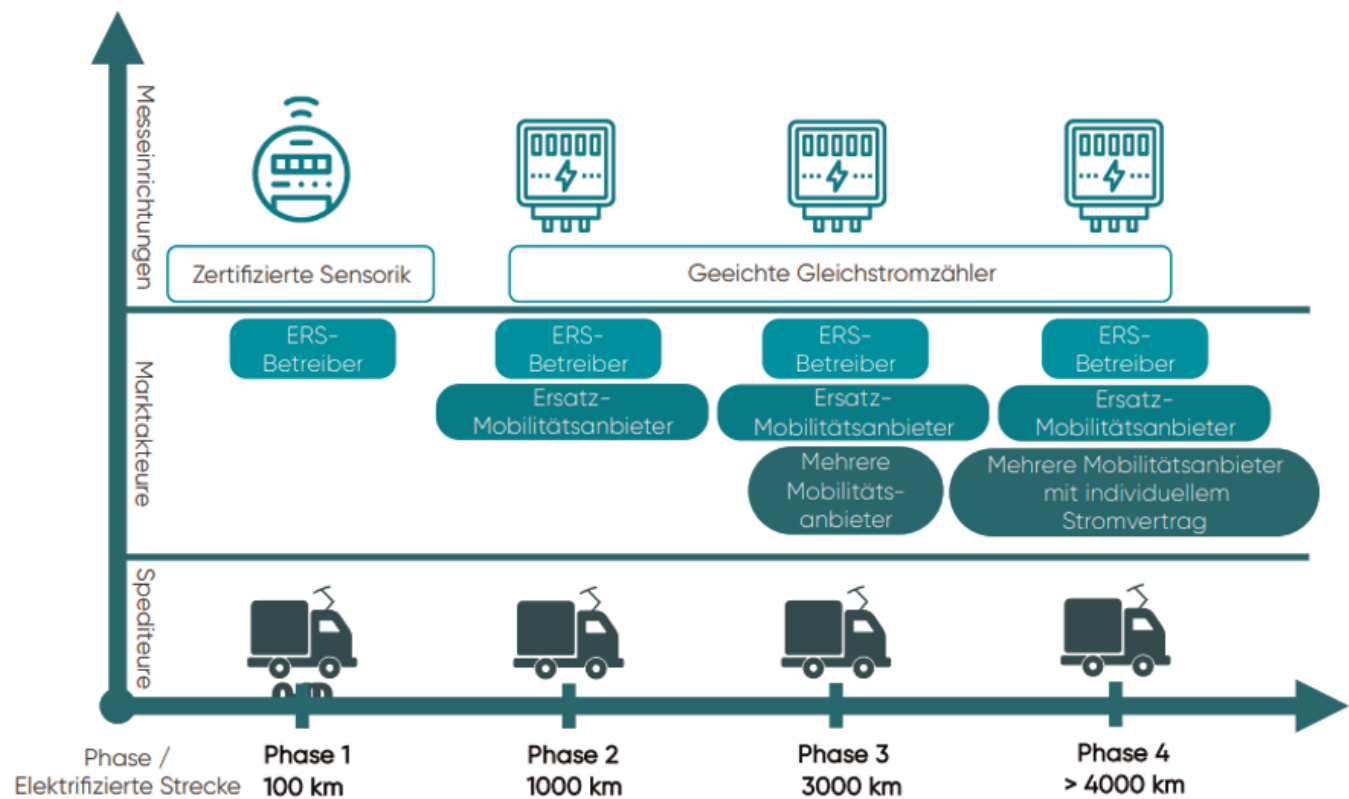 Messeinrichtungen
Zertifizierte Sensorik
Geeichte Gleichstromzähler
Marktakteure
ERS-
Betreiber
ERS-
Betreiber
Ersatz-
Mobilitätsanbieter
ERS-
Betreiber
Ersatz-
Mobilitätsanbieter
Mehrere
Mobilitäts-
anbieter
ERS-
Betreiber
Ersatz-
Mobilitätsanbieter
Mehrere Mobilitätsanbieter
mit individuellem
Stromvertrag
Spediteure
Phase /
Elektrifizierte Strecke
Phase 1
100 km
Phase 2
1000 km
Phase 3
3000 km
Phase 4
> 4000 km